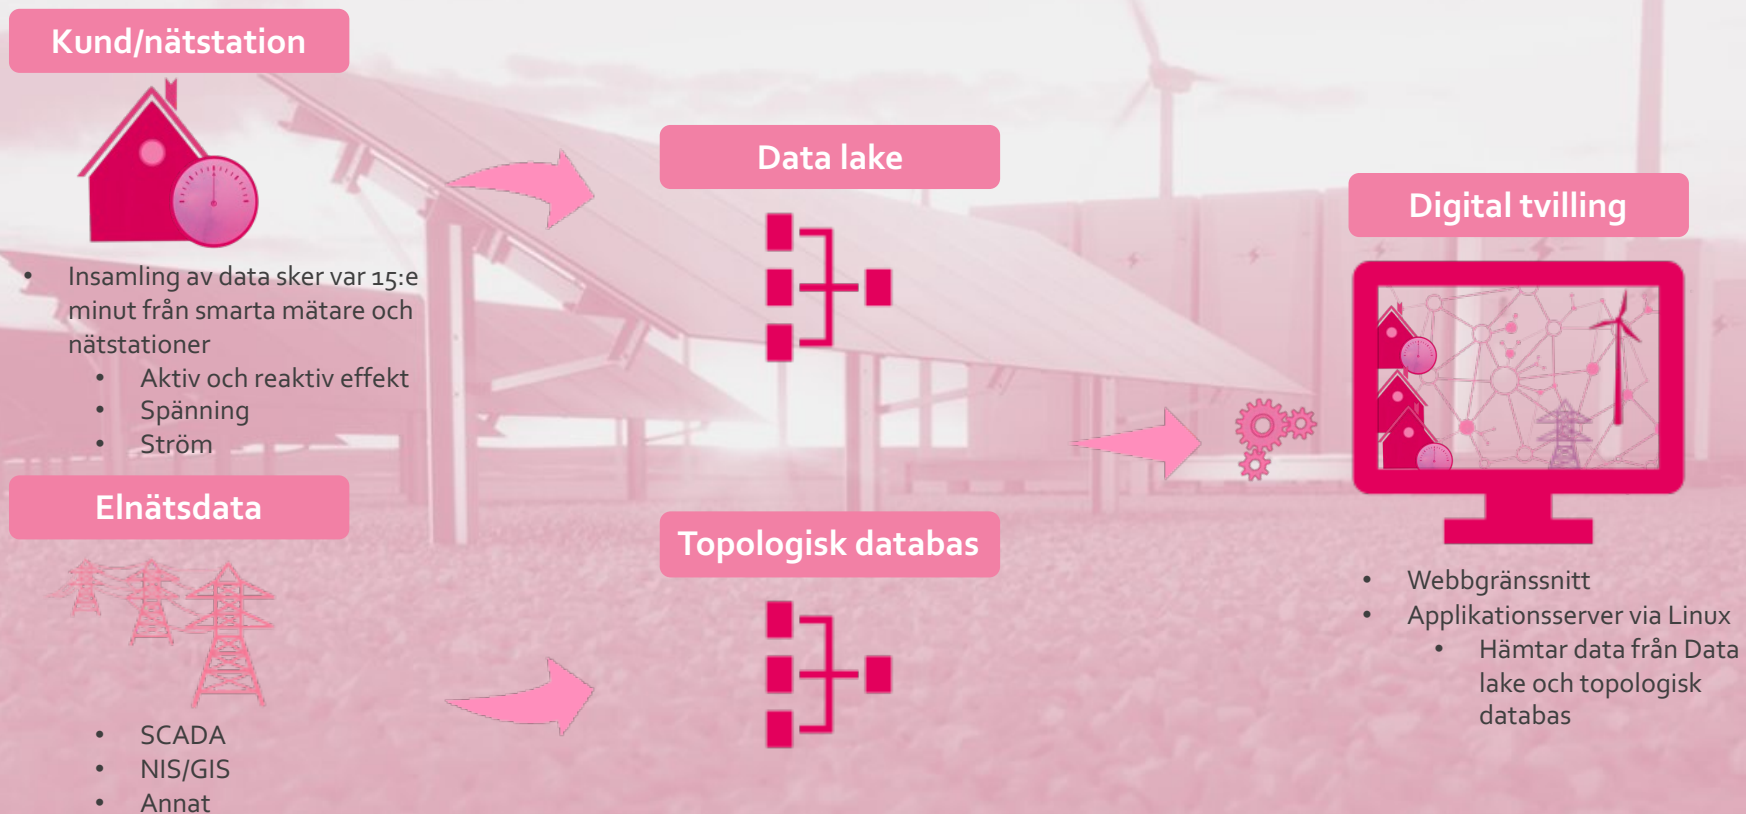 Kund/nätstation
• Insamling av data sker var 15:e
minut från smarta mätare och
nätstationer
• Aktiv och reaktiv effekt
• Spänning
• Ström
Elnätsdata
• SCADA
• NIS/GIS
• Annat
Data lake
Topologisk databas
Digital tvilling
• Webbgränssnitt
• Applikationsserver via Linux
• Hämtar data från Data
lake och topologisk
databas